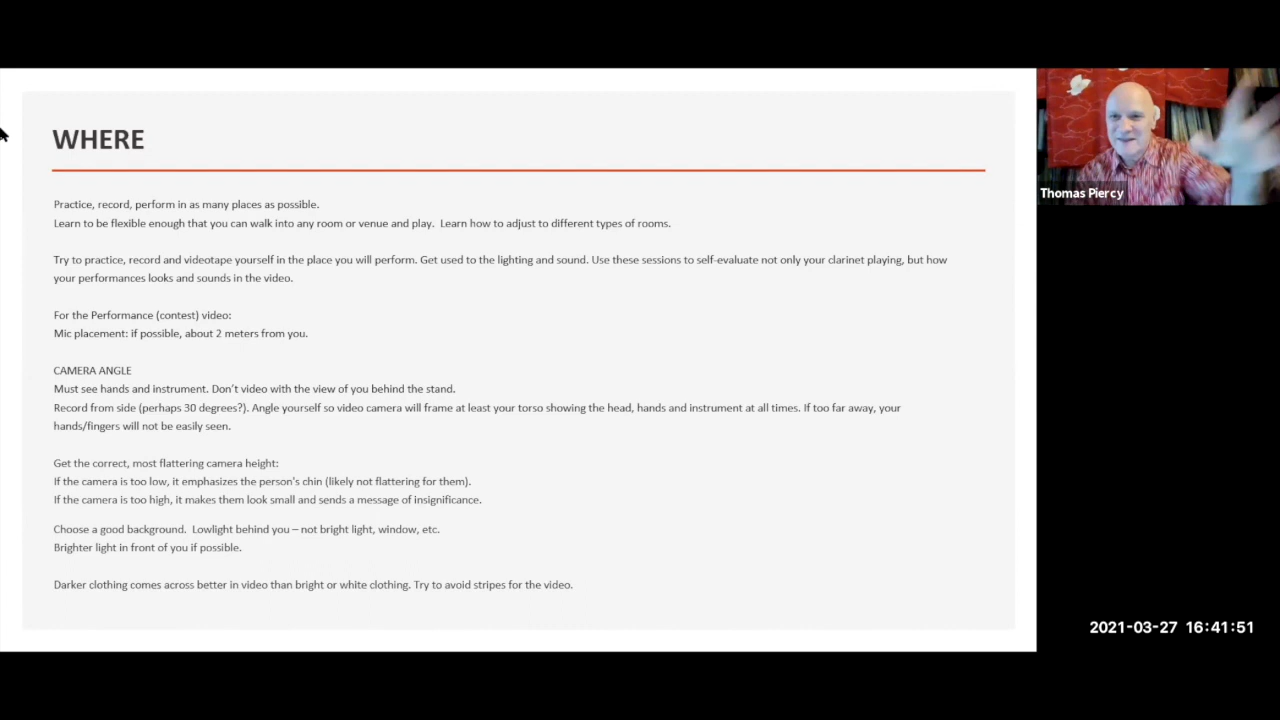 WHERE
Practice, record, perform in as many places as possible.
Learn to be flexible enough that you can walk into any room or venue and play.  Learn how to adjust to different types of rooms.
Try to practice, record and videotape yourself in the place you will perform. Get used to the lighting and sound. Use these sessions to self-evaluate not only your clarinet playing, but how
your performances looks and sounds in the video.
For the Performance (contest) video:
Mic placement: if possible, about 2 meters from you.
CAMERA ANGLE
Must see hands and instrument. Don’t video with the view of you behind the stand.
Record from side (perhaps 30 degrees?). Angle yourself so video camera will frame at least your torso showing the head, hands and instrument at all times. If too far away, your
hands/fingers will not be easily seen.
Get the correct, most flattering camera height:
If the camera is too low, it emphasizes the person's chin (likely not flattering for them).
If the camera is too high, it makes them look small and sends a message of insignificance.
Choose a good background.  Lowlight behind you – not bright light, window, etc.
Brighter light in front of you if possible.
Darker clothing comes across better in video than bright or white clothing. Try to avoid stripes for the video.
Thomas Piercy
2021-03-27 16:41:51